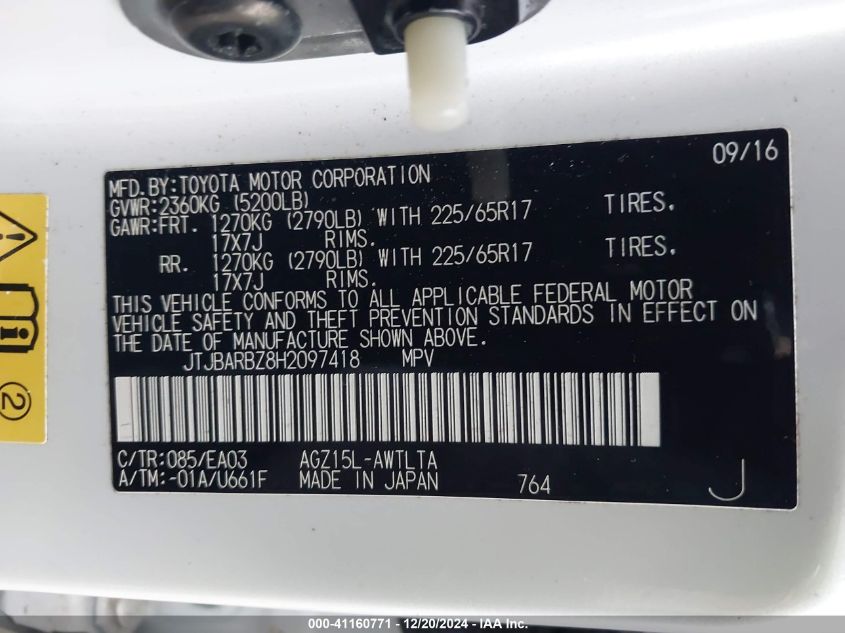 09/16
MFD.BY:TOYOTA MOTOR CORPORATION
GVWR:2360KG (5200LB)
GAWR:FRT. 1270KG (2790LB) WITH 225/65R17 TIRES.
17X7J RIMS.
RR. 1270KG (2790LB) WITH 225/65R17 TIRES.
17X7J RIMS.
THIS VEHICLE CONFORMS TO ALL APPLICABLE FEDERAL MOTOR
VEHICLE SAFETY AND THEFT PREVENTION STANDARDS IN EFFECT ON
THE DATE OF MANUFACTURE SHOWN ABOVE.
JTJBARBZ8H2097418 MPV
C/TR:085/EA03 AGZ15L-AWTLTA
A/TM:-01A/U661F MADE IN JAPAN 764 J
2
000-41160771 - 12/20/2024 - IAA Inc.